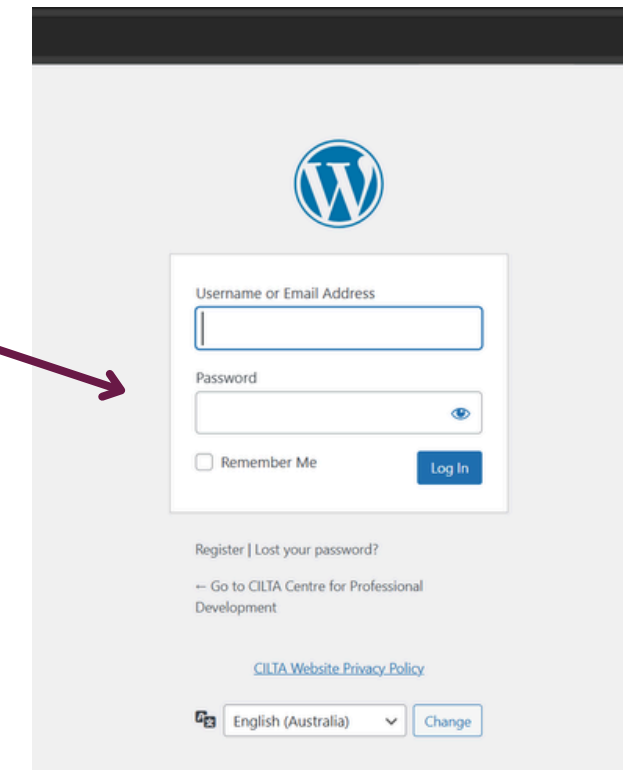 Username or Email Address
Password
Remember Me
Log In
Register | Lost your password?
← Go to CILTA Centre for Professional
Development
CILTA Website Privacy Policy
English (Australia)
Change